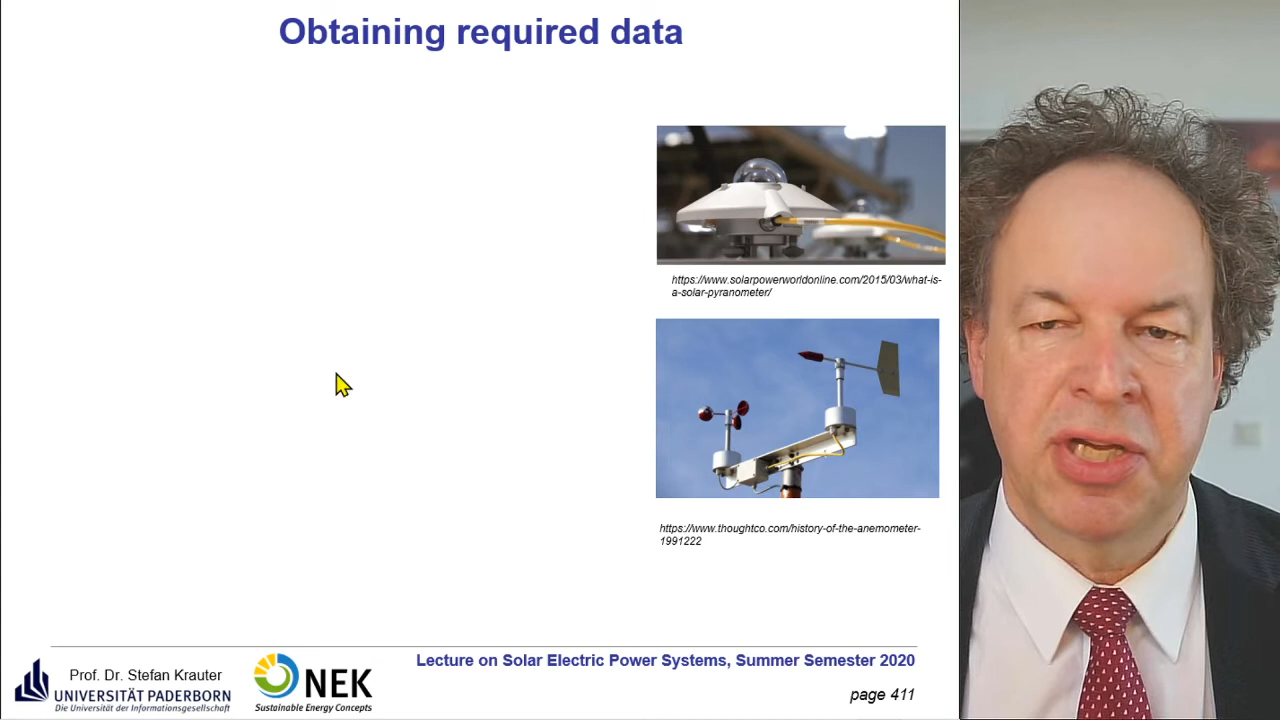 Obtaining required data
https://www.solarpowerworldonline.com/2015/03/what-is-
a-solar-pyranometer/
https://www.thoughtco.com/history-of-the-anemometer-
1991222
Prof. Dr. Stefan Krauter
UNIVERSITÄT PADERBORN
Die Universität der Informationsgesellschaft
NEK
Sustainable Energy Concepts
Lecture on Solar Electric Power Systems, Summer Semester 2020
page 411